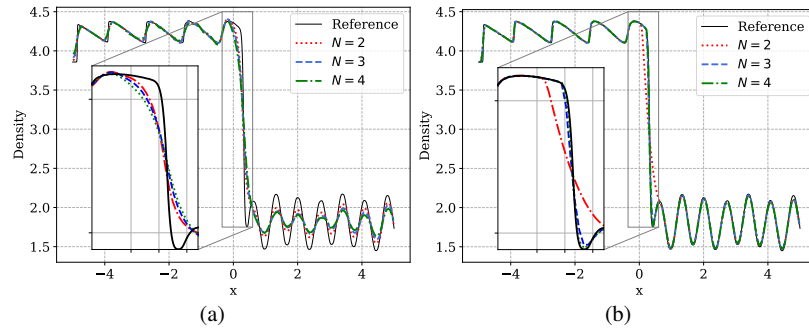 4.5
4.0
3.5
3.0
2.5
2.0
1.5
Density
−4
−2
0
2
4
x
Reference
N = 2
N = 3
N = 4
(a)
4.5
4.0
3.5
3.0
2.5
2.0
1.5
Density
−4
−2
0
2
4
x
Reference
N = 2
N = 3
N = 4
(b)